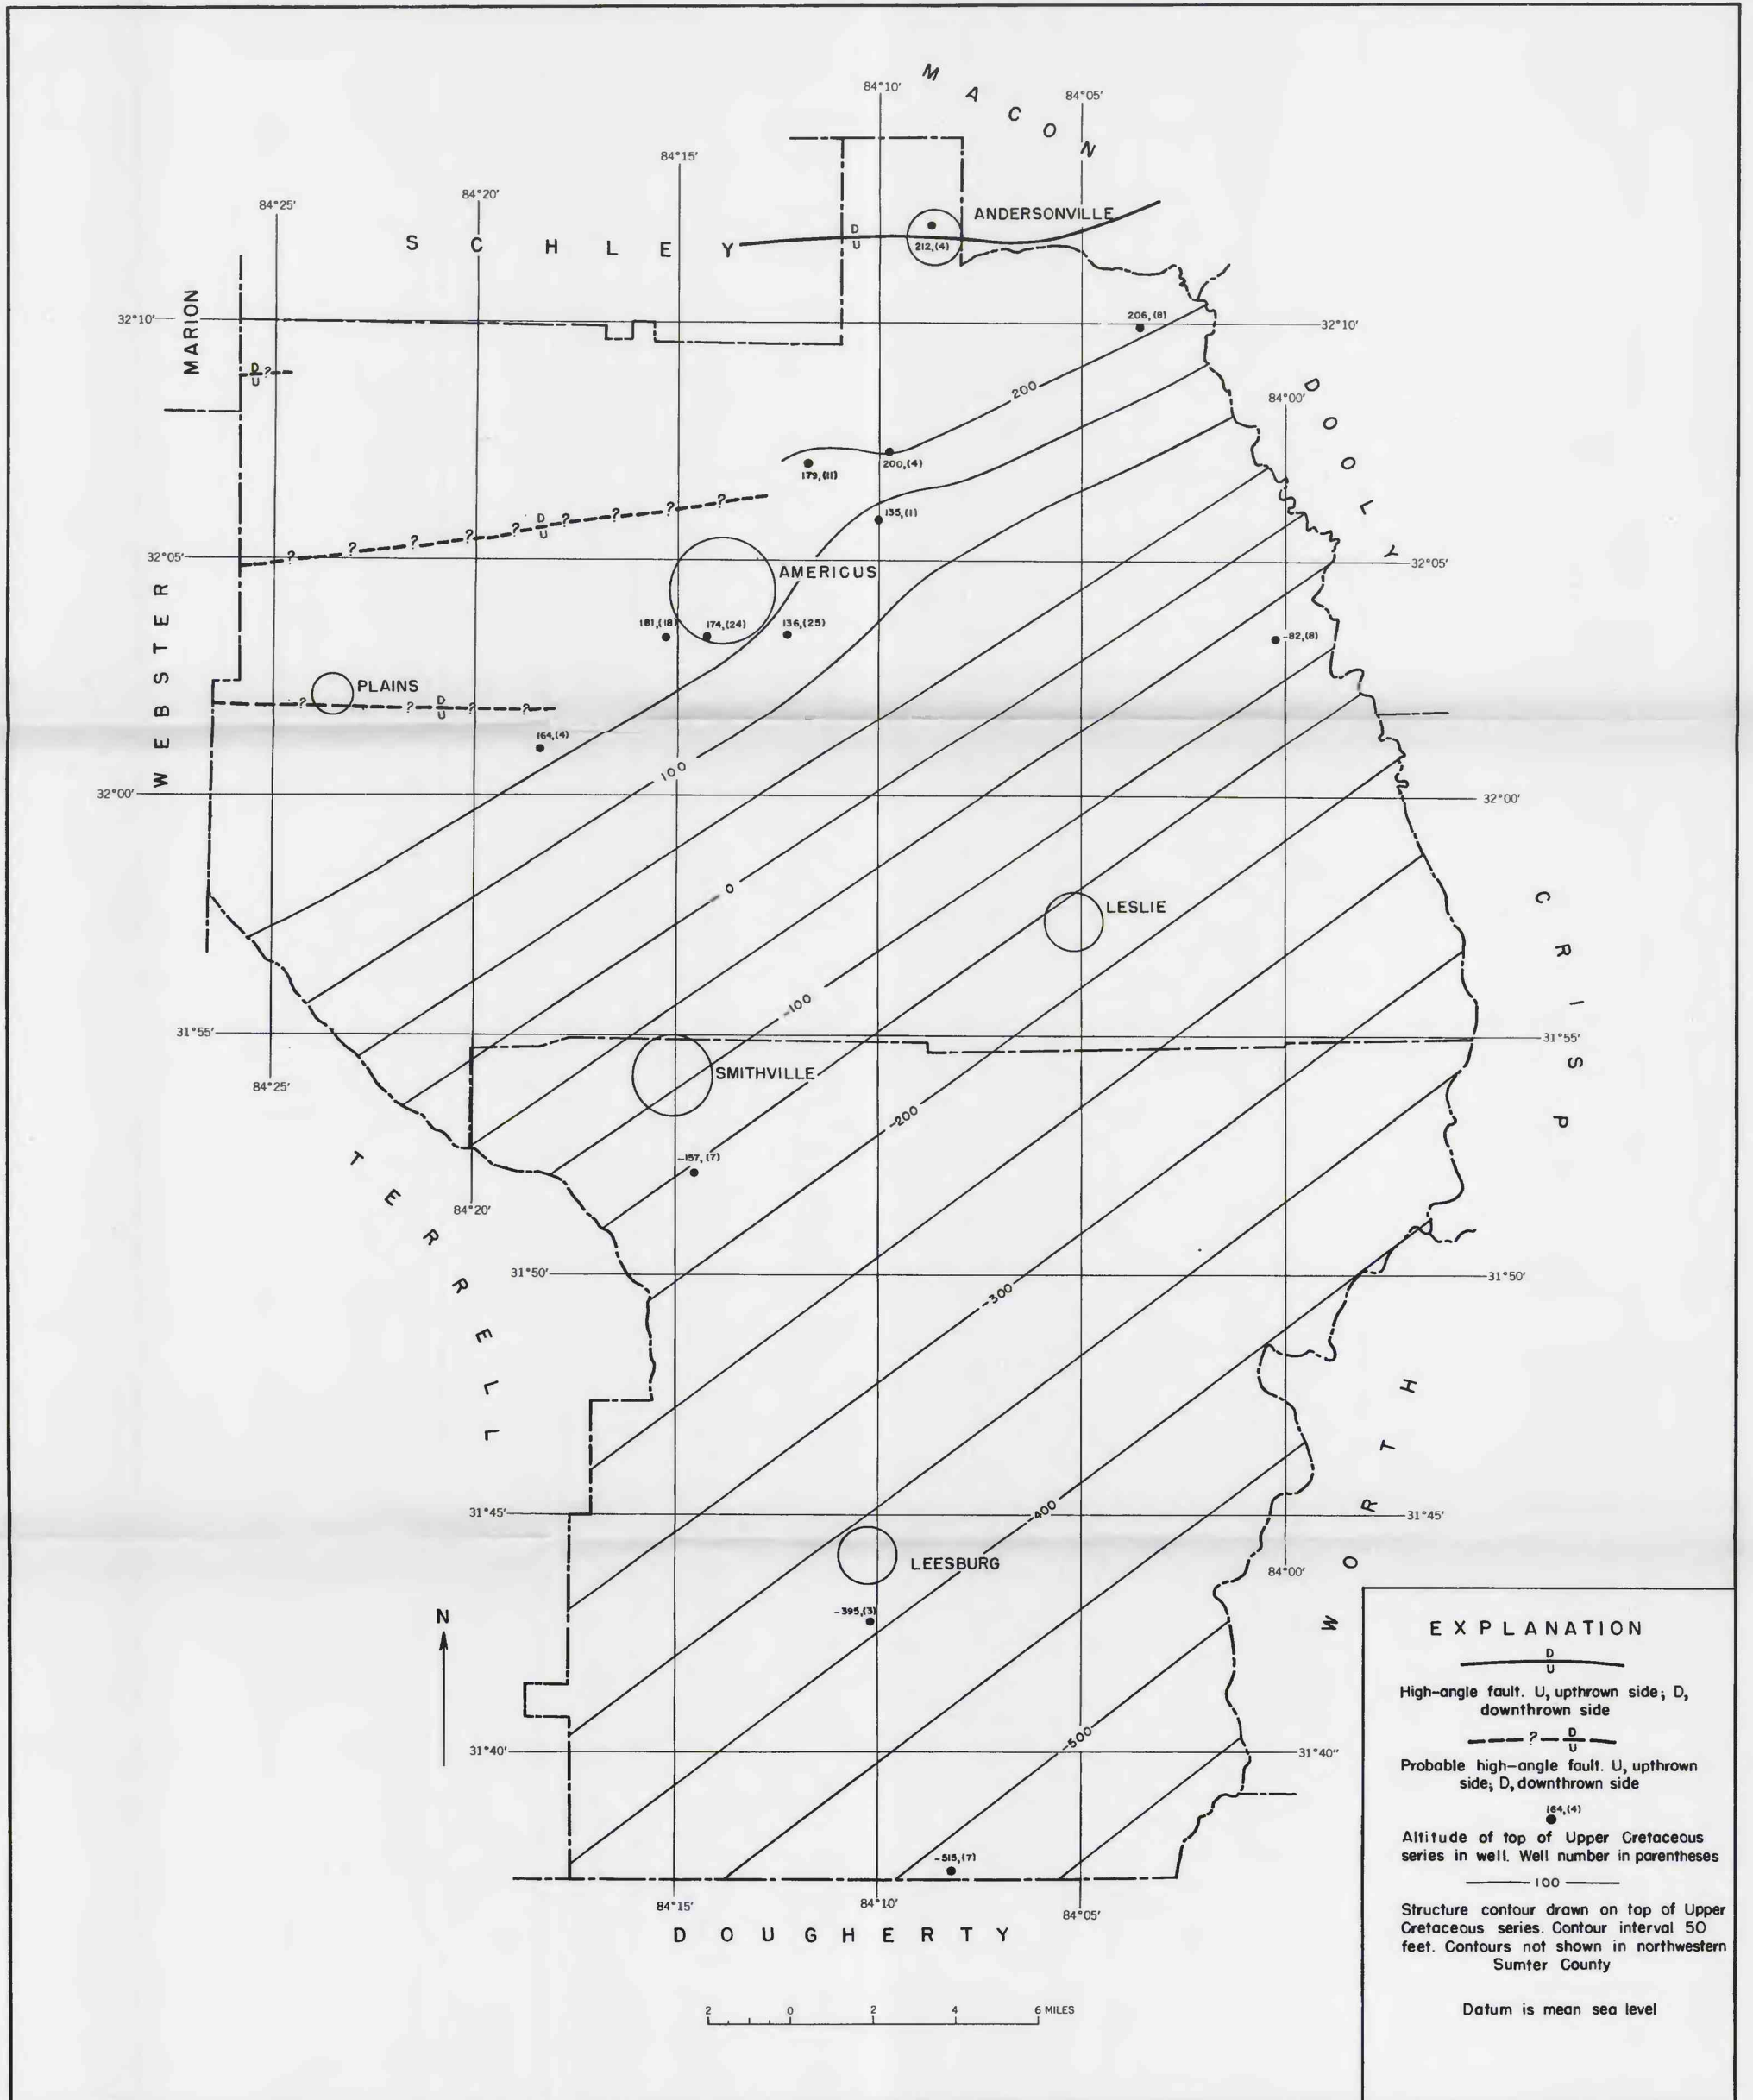 MACON
84°10'
84°05'
84°15'
84°20'
84°25'
ANDERSONVILLE
SCHLEY
D
U
212,(4)
MARION
32°10'
206,(8)
32°10'
D
?
U
DOOLY
200
84°00'
179,(11)
200,(4)
? ? ? ? ? D ? ? ? ?
U
135,(1)
32°05'
32°05'
AMERICUS
WEBSTER
181,(18)
174,(24)
136,(25)
-82,(8)
PLAINS
? ? D ? ?
U
164,(4)
100
32°00'
32°00'
0
LESLIE
CRISP
-100
31°55'
31°55'
SMITHVILLE
84°25'
-200
TERRELL
-157,(7)
84°20'
31°50'
31°50'
-300
WORTH
31°45'
-400
31°45'
LEESBURG
84°00'
-395,(3)
N
-500
31°40'
31°40"
-515,(7)
84°15'
84°10'
84°05'
DOUGHERTY
2 0 2 4 6 MILES
EXPLANATION
D
U
High-angle fault. U, upthrown side; D,
downthrown side
? D
U
Probable high-angle fault. U, upthrown
side; D, downthrown side
164,(4)
Altitude of top of Upper Cretaceous
series in well. Well number in parentheses
100
Structure contour drawn on top of Upper
Cretaceous series. Contour interval 50
feet. Contours not shown in northwestern
Sumter County
Datum is mean sea level